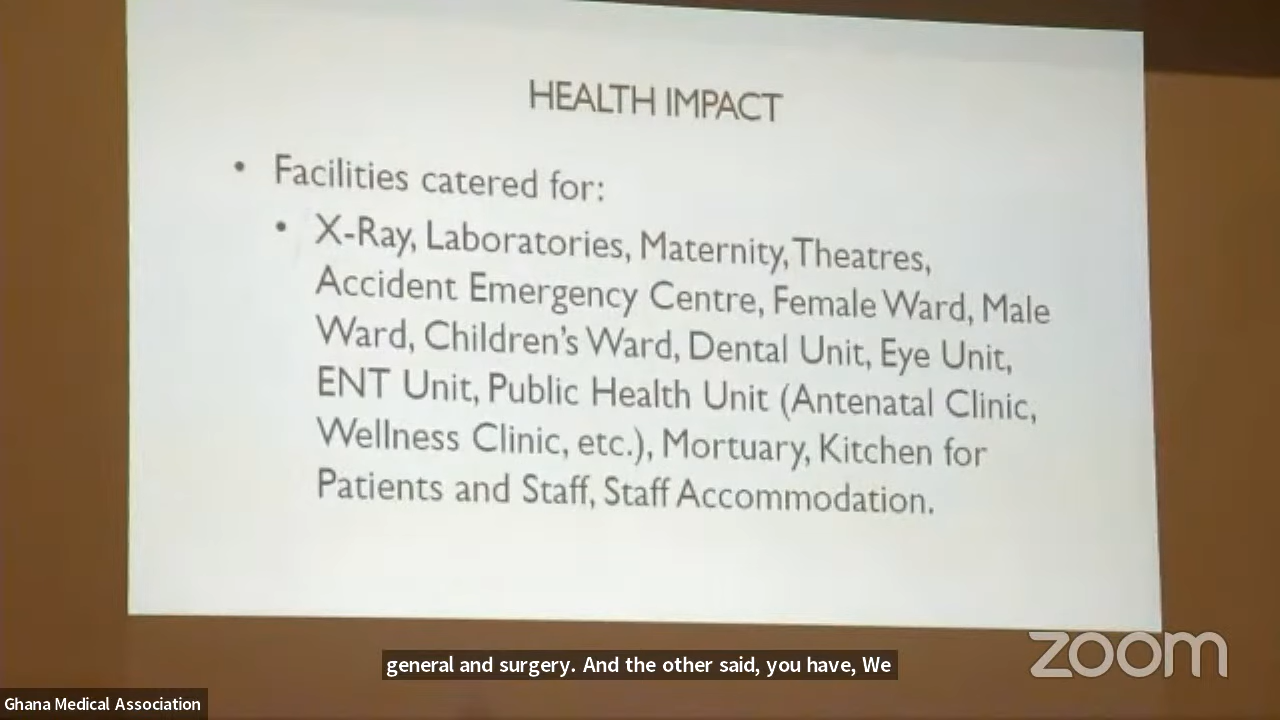 HEALTH IMPACT
• Facilities catered for:
• X-Ray, Laboratories, Maternity, Theatres,
Accident Emergency Centre, Female Ward, Male
Ward, Children's Ward, Dental Unit, Eye Unit,
ENT Unit, Public Health Unit (Antenatal Clinic,
Wellness Clinic, etc.), Mortuary, Kitchen for
Patients and Staff, Staff Accommodation.
zoom
general and surgery. And the other said, you have, We
Ghana Medical Association